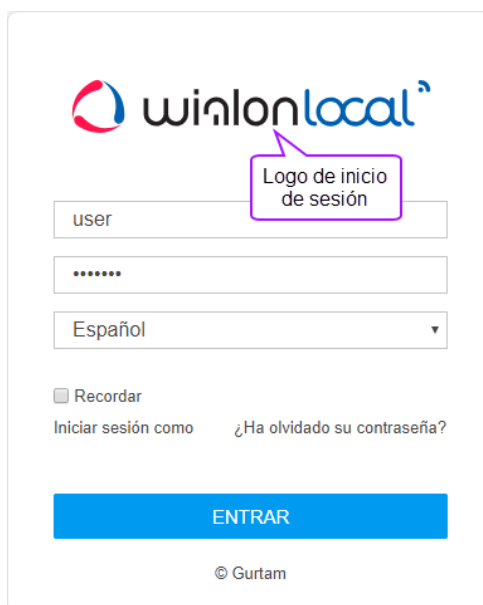 wialonlocal
Logo de inicio
de sesión
user
•••••••
Español
Recordar
Iniciar sesión como ¿Ha olvidado su contraseña?
ENTRAR
© Gurtam